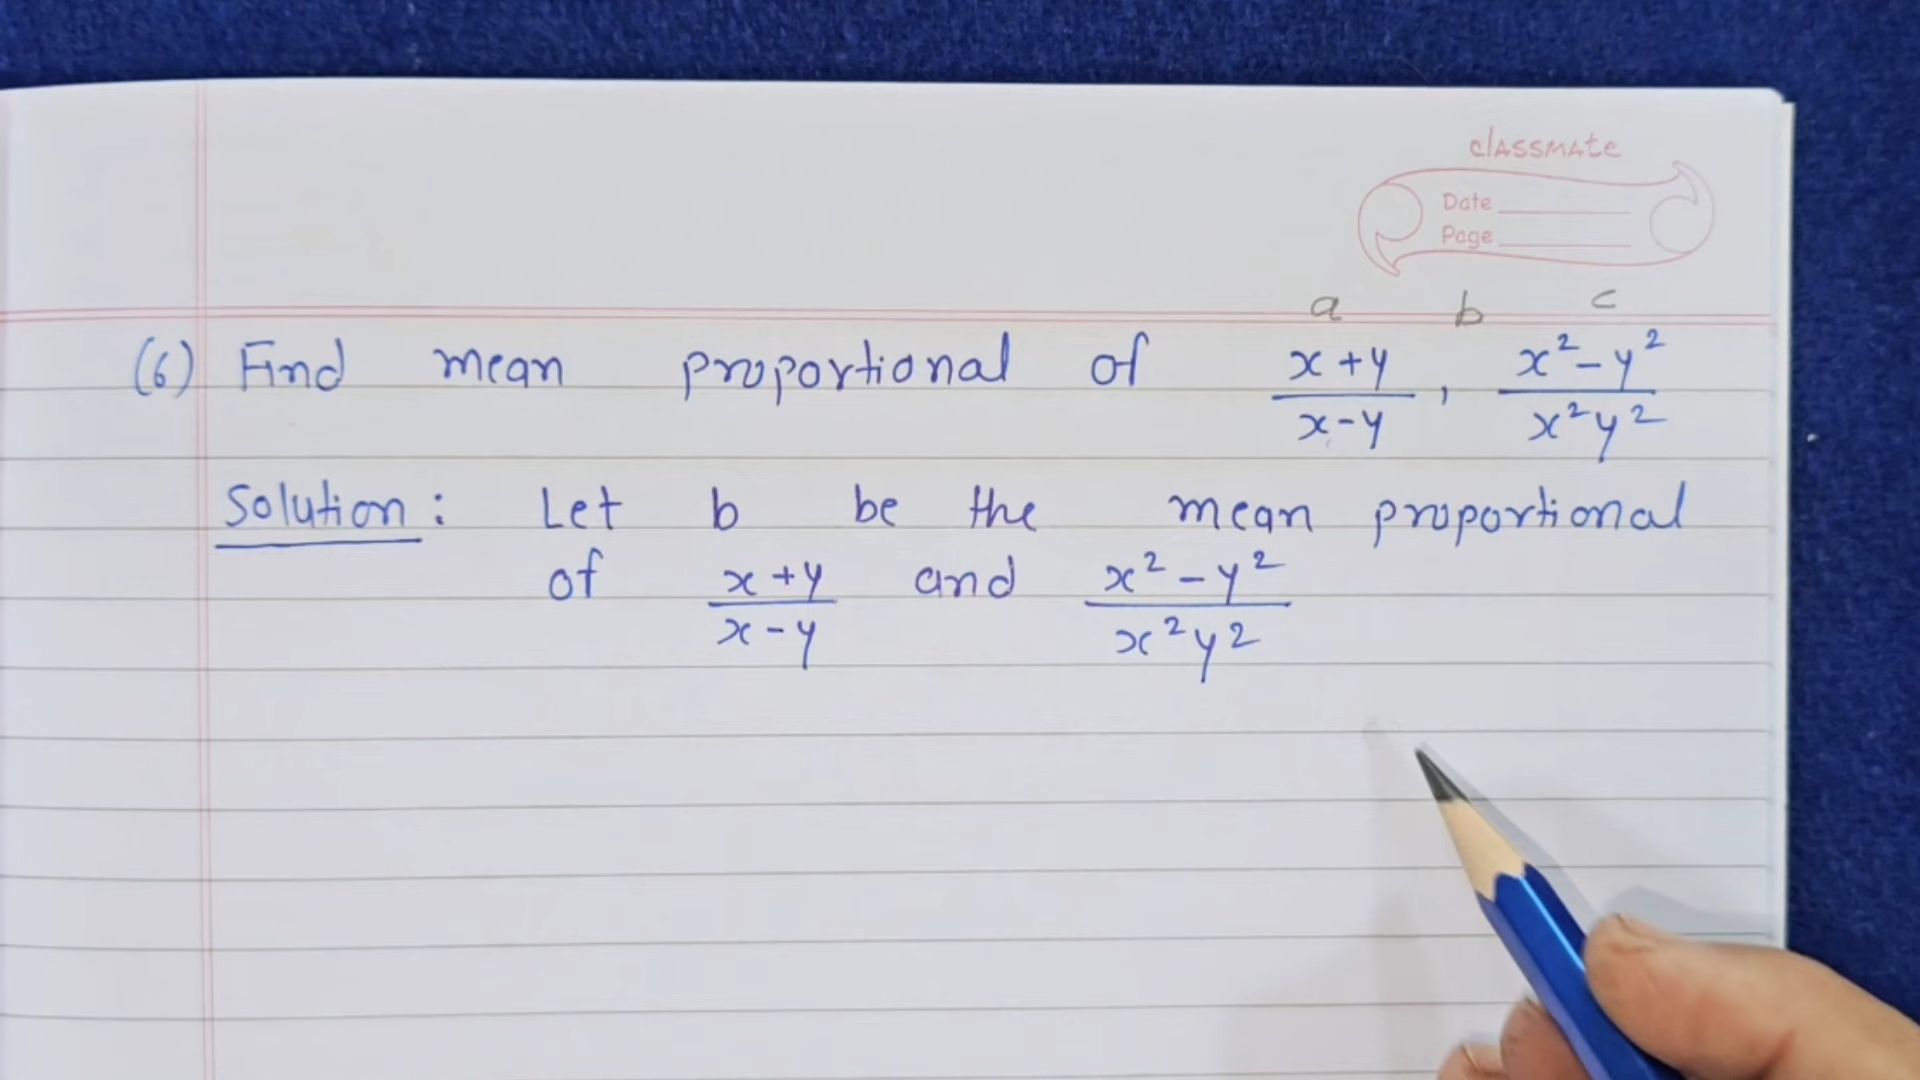 classmate
Date
Page
a b c
(6) Find mean proportional of x+y/x-y, x²-y²/x²y²
Solution: Let b be the mean proportional
of x+y/x-y and x²-y²/x²y²